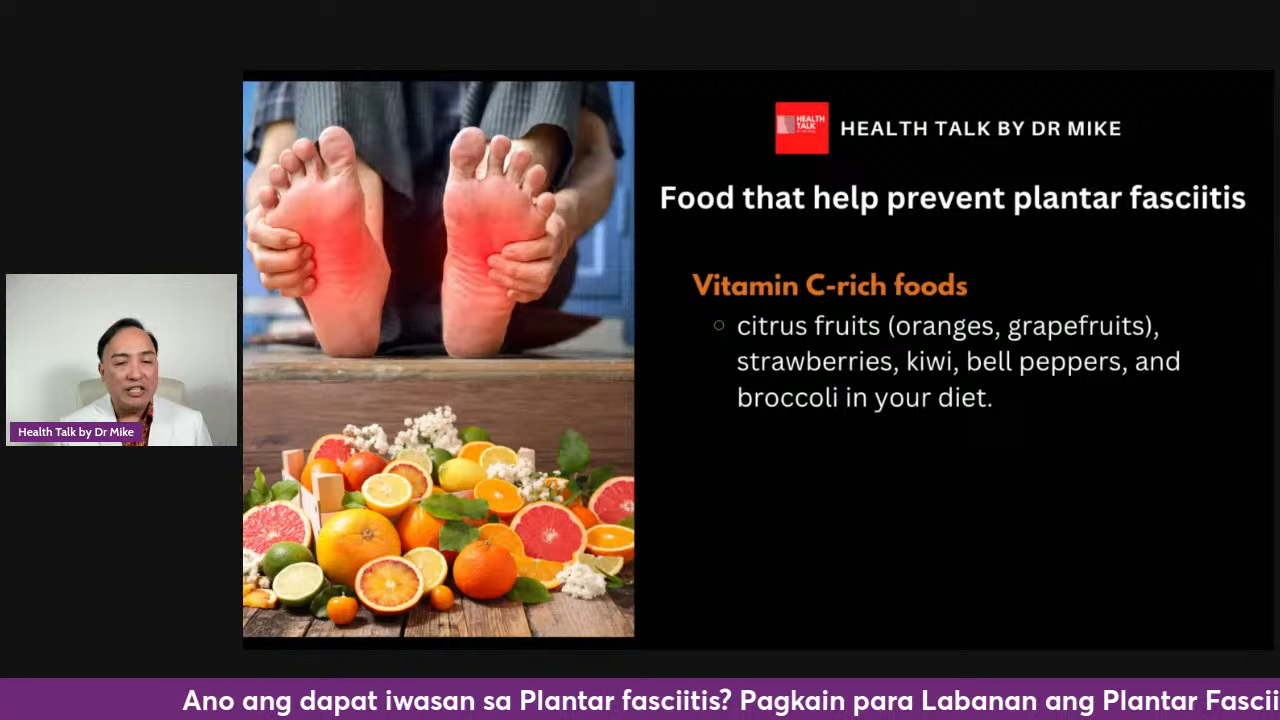 HEALTH
TALK
HEALTH TALK BY DR MIKE
Food that help prevent plantar fasciitis
Vitamin C-rich foods
citrus fruits (oranges, grapefruits),
strawberries, kiwi, bell peppers, and
broccoli in your diet.
Health Talk by Dr Mike
Ano ang dapat iwasan sa Plantar fasciitis? Pagkain para Labanan ang Plantar Fascii